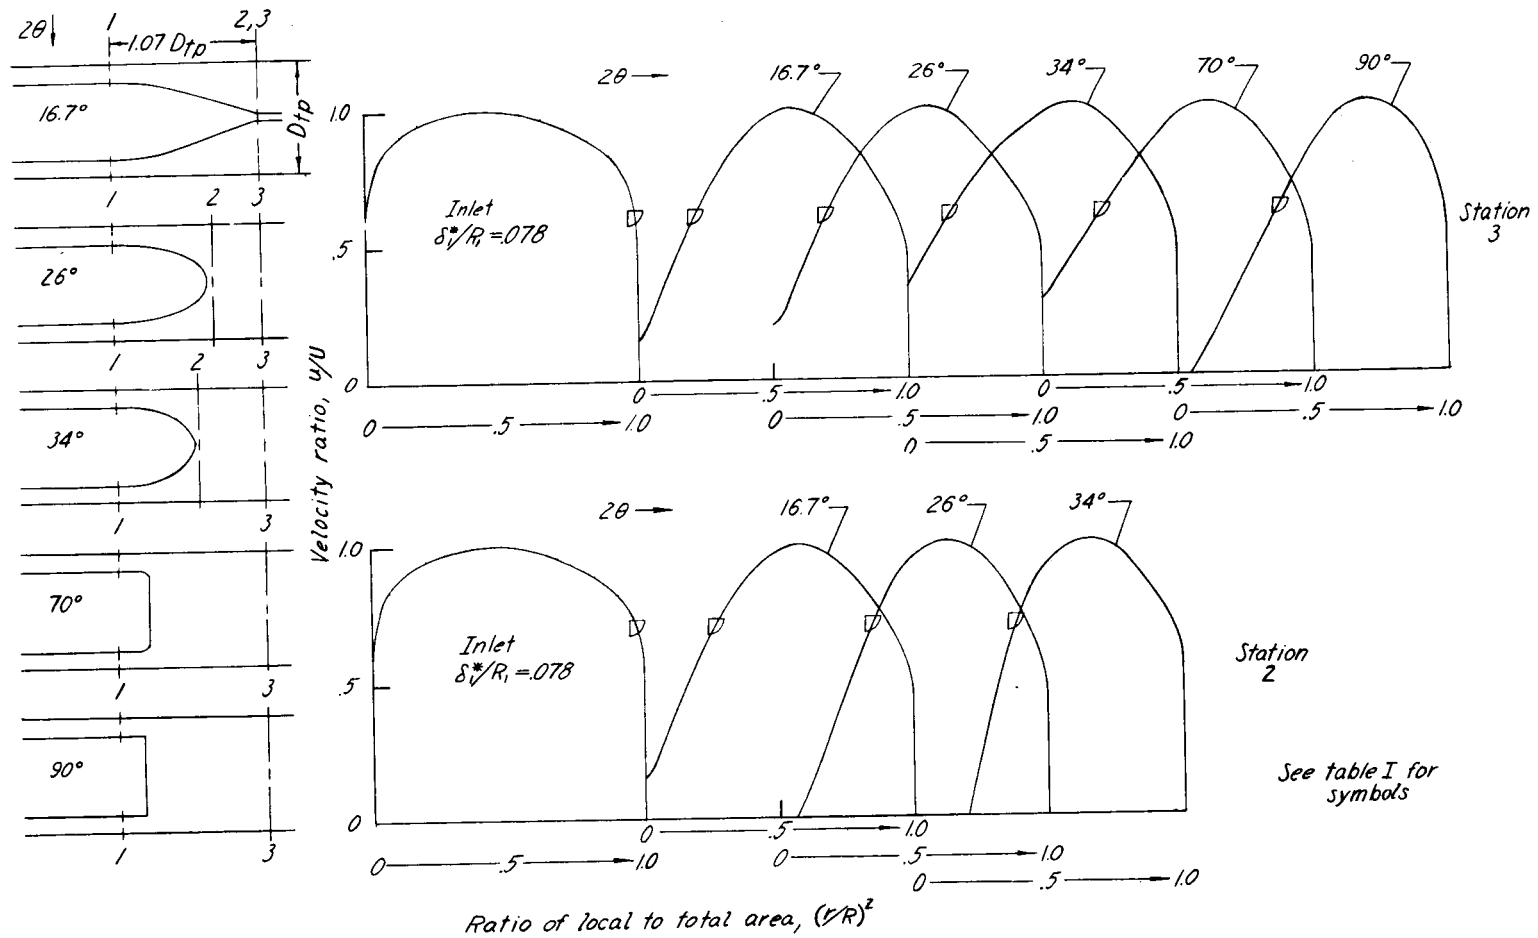 2θ
1
2,3
1.07 Dtp
16.7°
Dtp
1
2
3
26°
1
2
3
34°
1
3
70°
1
3
90°
1
3
Velocity ratio, u/U
2θ
16.7°
26°
34°
70°
90°
1.0
.5
0
Inlet
δ₁*/R₁ = .078
Station
3
0 .5 1.0
0 .5 1.0
0 .5 1.0
0 .5 1.0
0 .5 1.0
0 .5 1.0
2θ
16.7°
26°
34°
1.0
.5
0
Inlet
δ₁*/R₁ = .078
Station
2
See table I for
symbols
0 .5 1.0
0 .5 1.0
0 .5 1.0
0 .5 1.0
Ratio of local to total area, (r/R)²